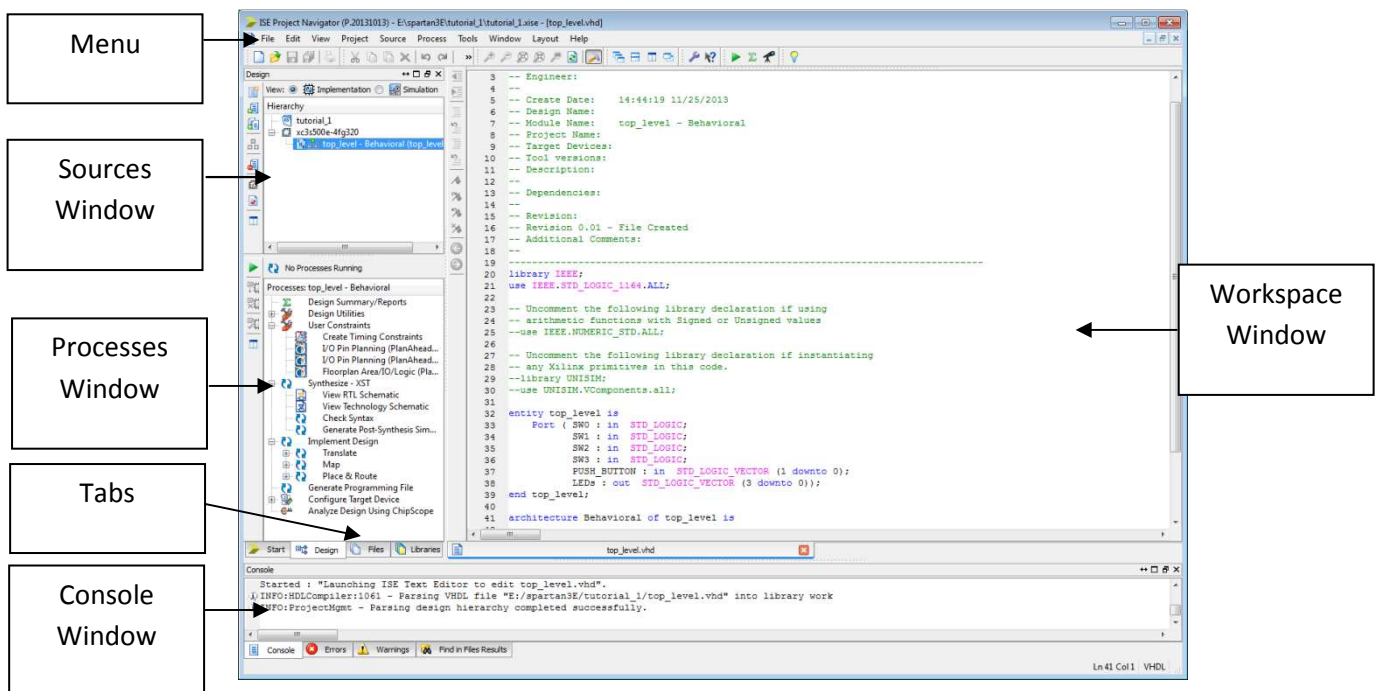 Menu
Sources
Window
Processes
Window
Tabs
Console
Window
Workspace
Window
ISE Project Navigator (P.20131013) - E:\spartan3E\tutorial_1\tutorial_1.xise - [top_level.vhd]
File Edit View Project Source Process Tools Window Layout Help
Design
View: Implementation Simulation
Hierarchy
tutorial_1
xc3s500e-4fg320
top_level - Behavioral (top_level
No Processes Running
Processes: top_level - Behavioral
Design Summary/Reports
Design Utilities
User Constraints
Create Timing Constraints
I/O Pin Planning (PlanAhead...
I/O Pin Planning (PlanAhead...
Floorplan Area/IO/Logic (Pla...
Synthesize - XST
View RTL Schematic
View Technology Schematic
Check Syntax
Generate Post-Synthesis Sim...
Implement Design
Translate
Map
Place & Route
Generate Programming File
Configure Target Device
Analyze Design Using ChipScope
Start Design Files Libraries
3 -- Engineer:
4 --
5 -- Create Date: 14:44:19 11/25/2013
6 -- Design Name:
7 -- Module Name: top_level - Behavioral
8 -- Project Name:
9 -- Target Devices:
10 -- Tool versions:
11 -- Description:
12 --
13 -- Dependencies:
14 --
15 -- Revision:
16 -- Revision 0.01 - File Created
17 -- Additional Comments:
18 --
19 ----------------------------------------------------------------------------------
20 library IEEE;
21 use IEEE.STD_LOGIC_1164.ALL;
22
23 -- Uncomment the following library declaration if using
24 -- arithmetic functions with Signed or Unsigned values
25 --use IEEE.NUMERIC_STD.ALL;
26
27 -- Uncomment the following library declaration if instantiating
28 -- any Xilinx primitives in this code.
29 --library UNISIM;
30 --use UNISIM.VComponents.all;
31
32 entity top_level is
33 Port ( SW0 : in STD_LOGIC;
34 SW1 : in STD_LOGIC;
35 SW2 : in STD_LOGIC;
36 SW3 : in STD_LOGIC;
37 PUSH_BUTTON : in STD_LOGIC_VECTOR (1 downto 0);
38 LEDs : out STD_LOGIC_VECTOR (3 downto 0));
39 end top_level;
40
41 architecture Behavioral of top_level is
top_level.vhd
Console
Started : "Launching ISE Text Editor to edit top_level.vhd".
INFO:HDLCompiler:1061 - Parsing VHDL file "E:/spartan3E/tutorial_1/top_level.vhd" into library work
INFO:ProjectMgmt - Parsing design hierarchy completed successfully.
Console Errors Warnings Find in Files Results
Ln 41 Col 1 VHDL